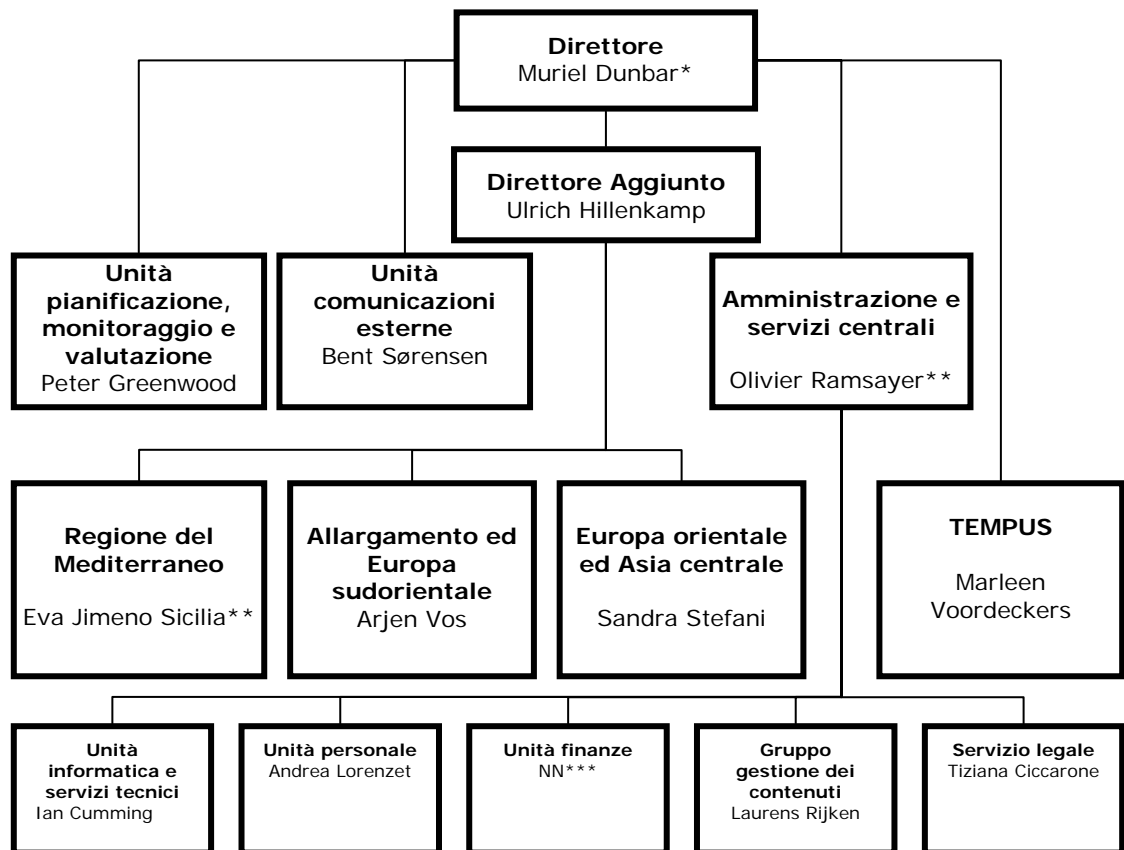 Direttore
Muriel Dunbar*
Direttore Aggiunto
Ulrich Hillenkamp
Unità
pianificazione,
monitoraggio e
valutazione
Peter Greenwood
Unità
comunicazioni
esterne
Bent Sørensen
Amministrazione e
servizi centrali
Olivier Ramsayer**
Regione del
Mediterraneo
Eva Jimeno Sicilia**
Allargamento ed
Europa
sudorientale
Arjen Vos
Europa orientale
ed Asia centrale
Sandra Stefani
TEMPUS
Marleen
Voordeckers
Unità
informatica e
servizi tecnici
Ian Cumming
Unità personale
Andrea Lorenzet
Unità finanze
NN***
Gruppo
gestione dei
contenuti
Laurens Rijken
Servizio legale
Tiziana Ciccarone